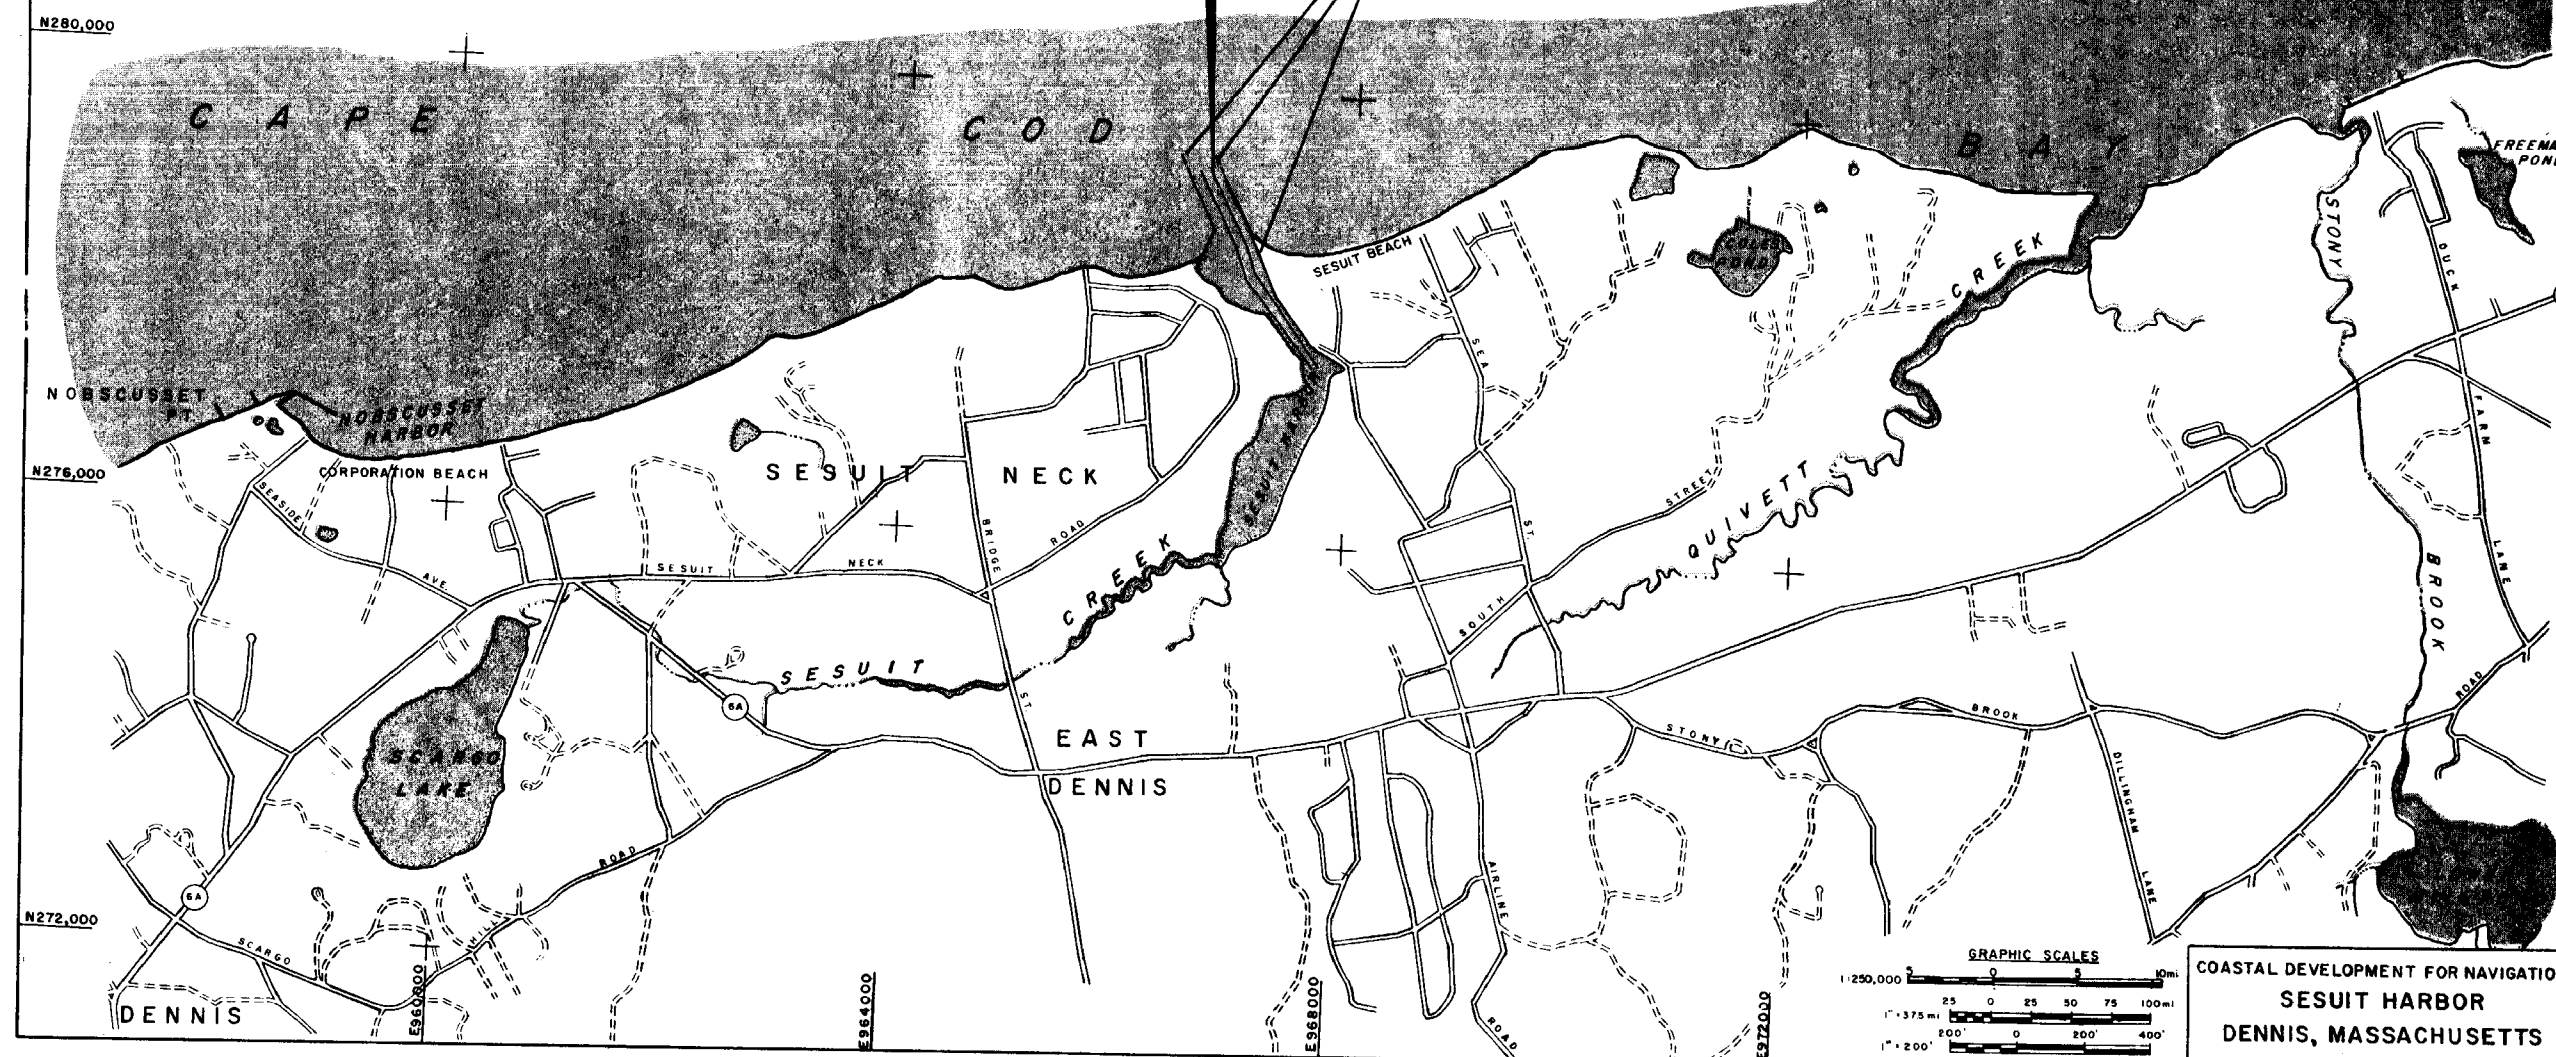 N280,000
CAPE
COD
BAY
FREEMA
POND
STONY
DUCK
SESUIT BEACH
COLES
POND
CREEK
NOBSCUSSET
PT.
NOBSCUSSET
HARBOR
SEA
FARM
N276,000
CORPORATION BEACH
SESUIT
NECK
SESUIT HARBOR
SEASIDE
AVE
BRIDGE
ROAD
STREET
QUIVETT
ST.
LANE
SESUIT
NECK
CREEK
SOUTH
BROOK
SESUIT
ST.
6A
ROAD
EAST
DENNIS
STONY
BROOK
SCARGO
LAKE
DILLINGHAM
LANE
ROAD
AIRLINE
6A
N272,000
SCARGO
HILL
GRAPHIC SCALES
1:250,000
5 0 5 10mi
25 0 25 50 75 100mi
1"=375mi
200' 0 200' 400'
1"=200'
E960000
E964000
E968000
E972000
ROAD
DENNIS
COASTAL DEVELOPMENT FOR NAVIGATIO
SESUIT HARBOR
DENNIS, MASSACHUSETTS